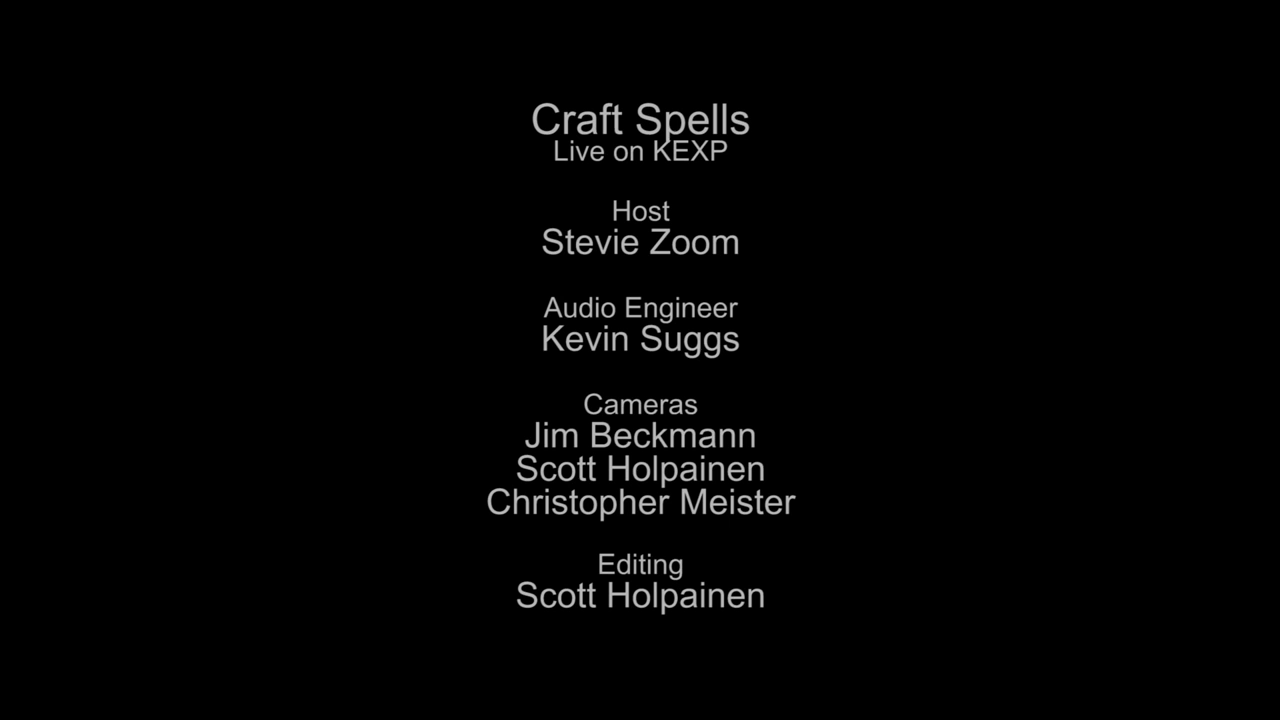 Craft Spells
Live on KEXP
Host
Stevie Zoom
Audio Engineer
Kevin Suggs
Cameras
Jim Beckmann
Scott Holpainen
Christopher Meister
Editing
Scott Holpainen